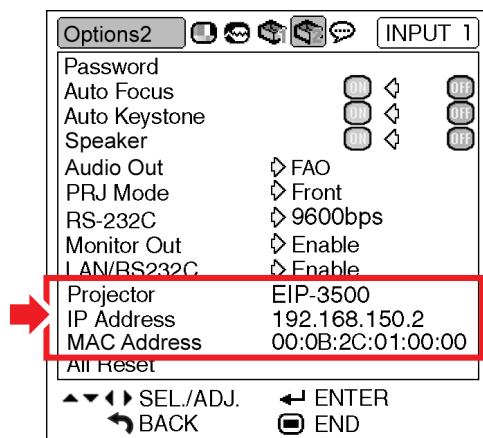 Options2 INPUT 1
Password
Auto Focus ON OFF
Auto Keystone ON OFF
Speaker ON OFF
Audio Out FAO
PRJ Mode Front
RS-232C 9600bps
Monitor Out Enable
LAN/RS232C Enable
Projector EIP-3500
IP Address 192.168.150.2
MAC Address 00:0B:2C:01:00:00
All Reset
SEL./ADJ. ENTER
BACK END